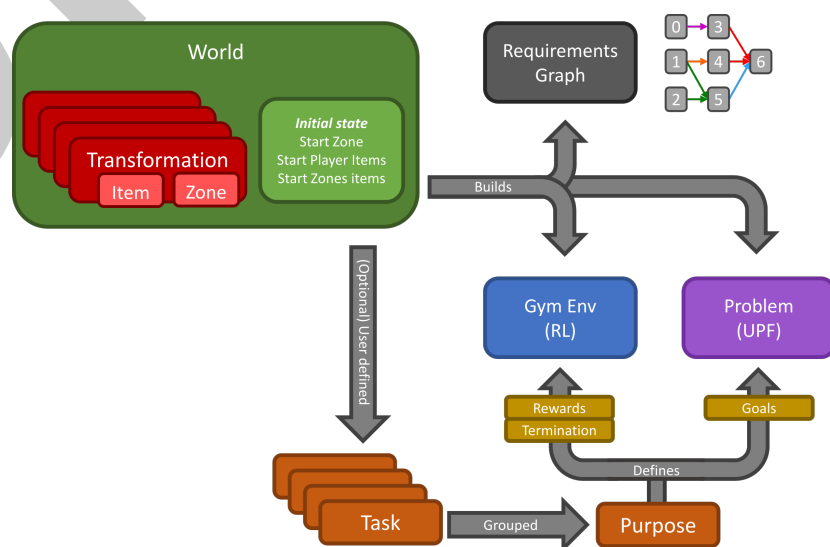 World
Transformation
Item
Zone
Initial state
Start Zone
Start Player Items
Start Zones items
Requirements
Graph
0
3
1
4
6
2
5
Builds
(Optional) User defined
Gym Env
(RL)
Problem
(UPF)
Rewards
Termination
Goals
Defines
Task
Grouped
Purpose